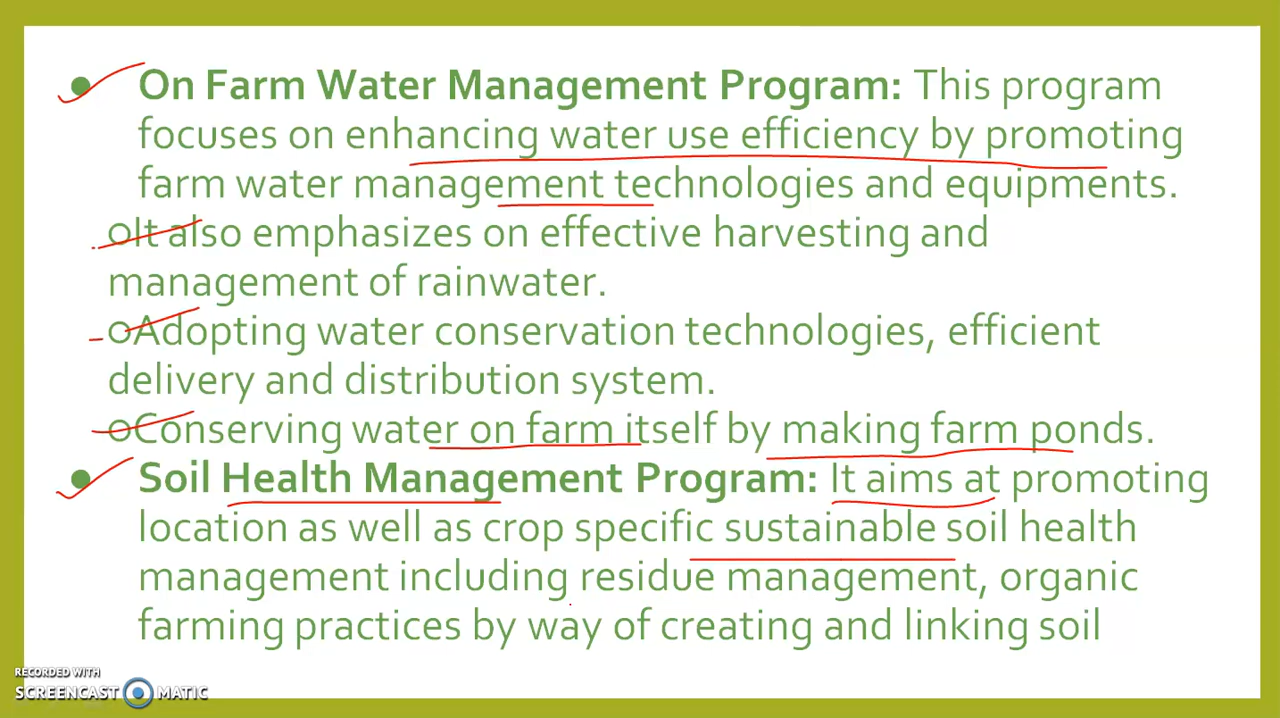 • On Farm Water Management Program: This program
focuses on enhancing water use efficiency by promoting
farm water management technologies and equipments.
○It also emphasizes on effective harvesting and
management of rainwater.
○Adopting water conservation technologies, efficient
delivery and distribution system.
○Conserving water on farm itself by making farm ponds.
• Soil Health Management Program: It aims at promoting
location as well as crop specific sustainable soil health
management including residue management, organic
farming practices by way of creating and linking soil
RECORDED WITH
SCREENCAST MATIC